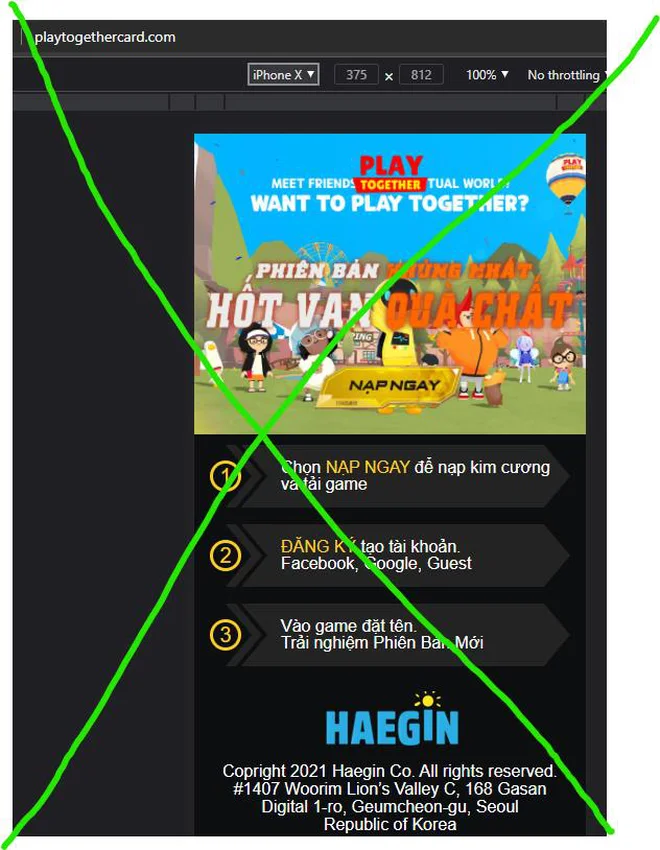 playtogethercard.com
iPhone X ▼ 375 × 812 100% ▼ No throttling
PLAY
TOGETHER
MEET FRIENDS TUAL WORLD?
WANT TO PLAY TOGETHER?
PHIÊN BẢN KHỦNG NHẤT
HỐT VẠN QUÀ CHẤT
NẠP NGAY
1 Chọn NẠP NGAY để nạp kim cương
và tải game
2 ĐĂNG KÝ tạo tài khoản.
Facebook, Google, Guest
3 Vào game đặt tên.
Trải nghiệm Phiên Bản Mới
HAEGIN
Copright 2021 Haegin Co. All rights reserved.
#1407 Woorim Lion's Valley C, 168 Gasan
Digital 1-ro, Geumcheon-gu, Seoul
Republic of Korea